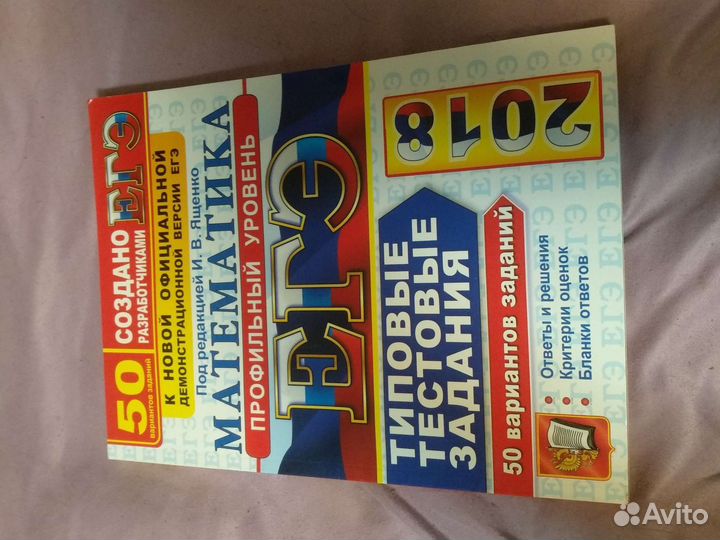 50
вариантов заданий
СОЗДАНО
РАЗРАБОТЧИКАМИ
ЕГЭ
К НОВОЙ ОФИЦИАЛЬНОЙ
ДЕМОНСТРАЦИОННОЙ ВЕРСИИ ЕГЭ
Под редакцией И. В. Ященко
МАТЕМАТИКА
ПРОФИЛЬНЫЙ УРОВЕНЬ
ЕГЭ
ТИПОВЫЕ
ТЕСТОВЫЕ
ЗАДАНИЯ
2018
50 вариантов заданий
Ответы и решения
Критерии оценок
Бланки ответов
Avito